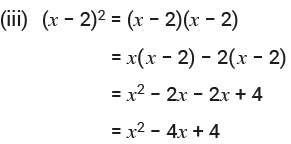 (iii) (x − 2)² = (x − 2)(x − 2)
= x(x − 2) − 2(x − 2)
= x² − 2x − 2x + 4
= x² − 4x + 4